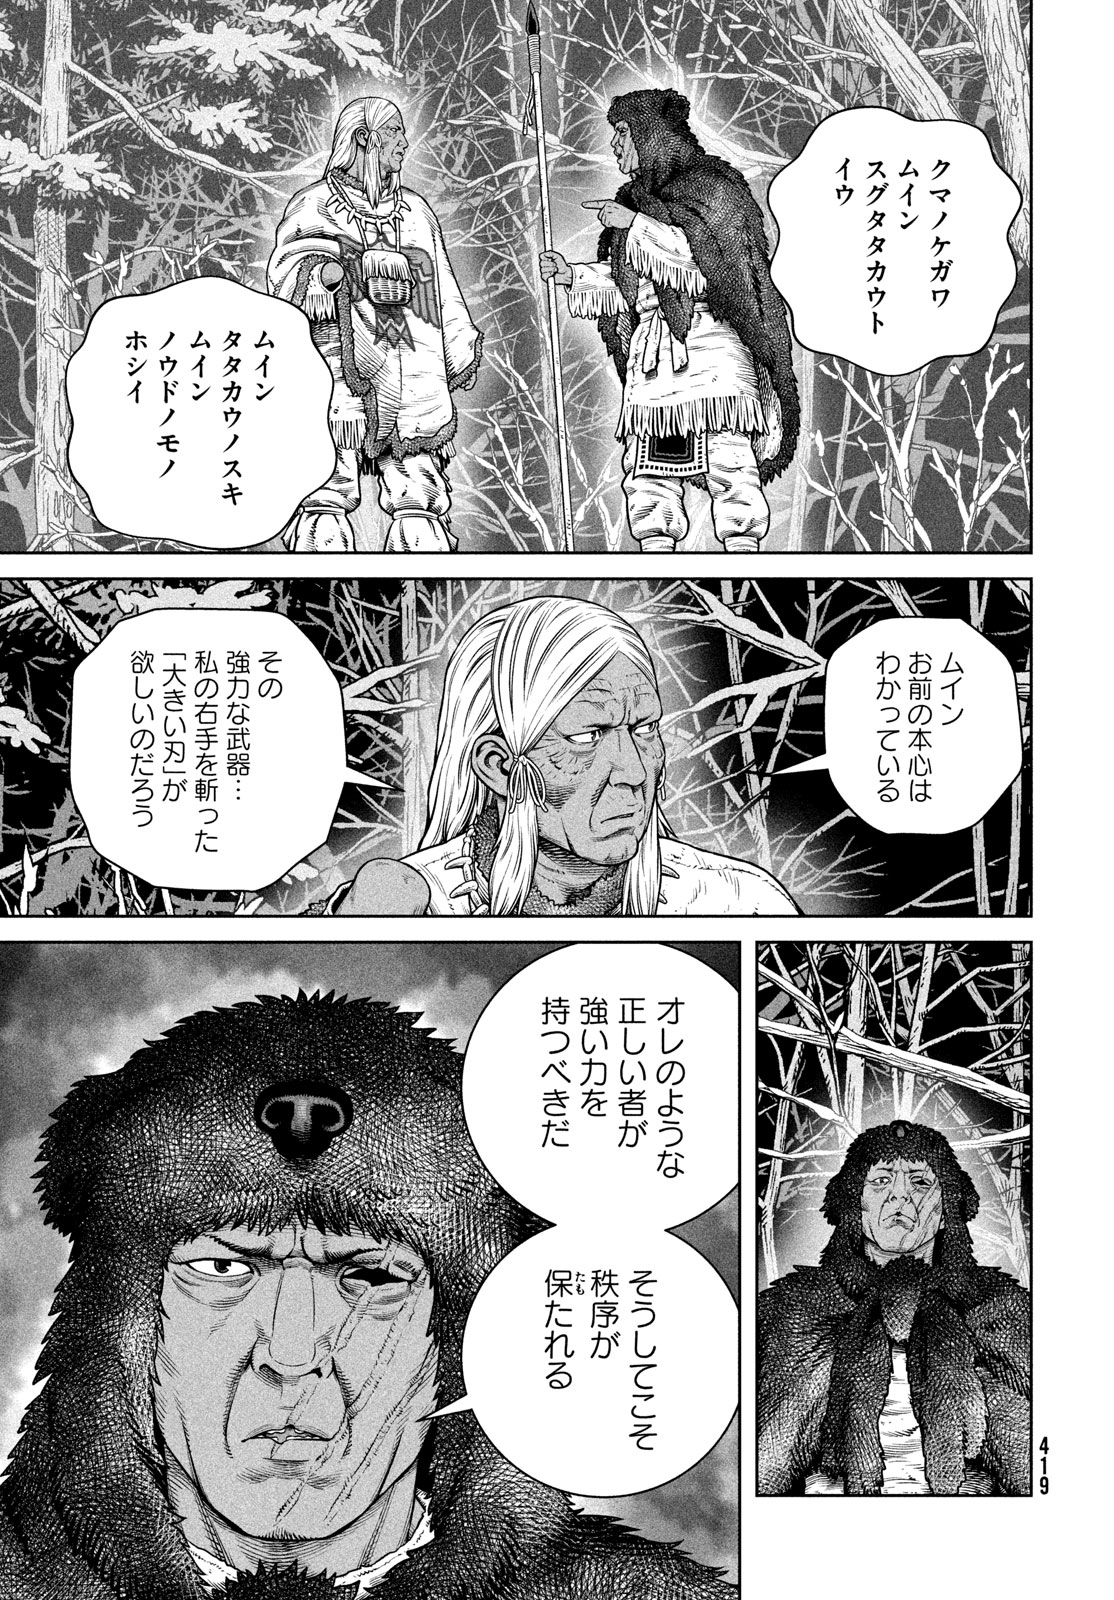 クマノケガワ
ムイン
スグタタカウト
イウ
ムイン
タタカウノスキ
ムイン
ノウドノモノ
ホシイ
ムイン
お前の本心は
わかっている
その
強力な武器…
私の右手を斬った
「大きい刃」が
欲しいのだろう
オレのような
正しい者が
強い力を
持つべきだ
そうしてこそ
秩序が
保たれる
たも
419